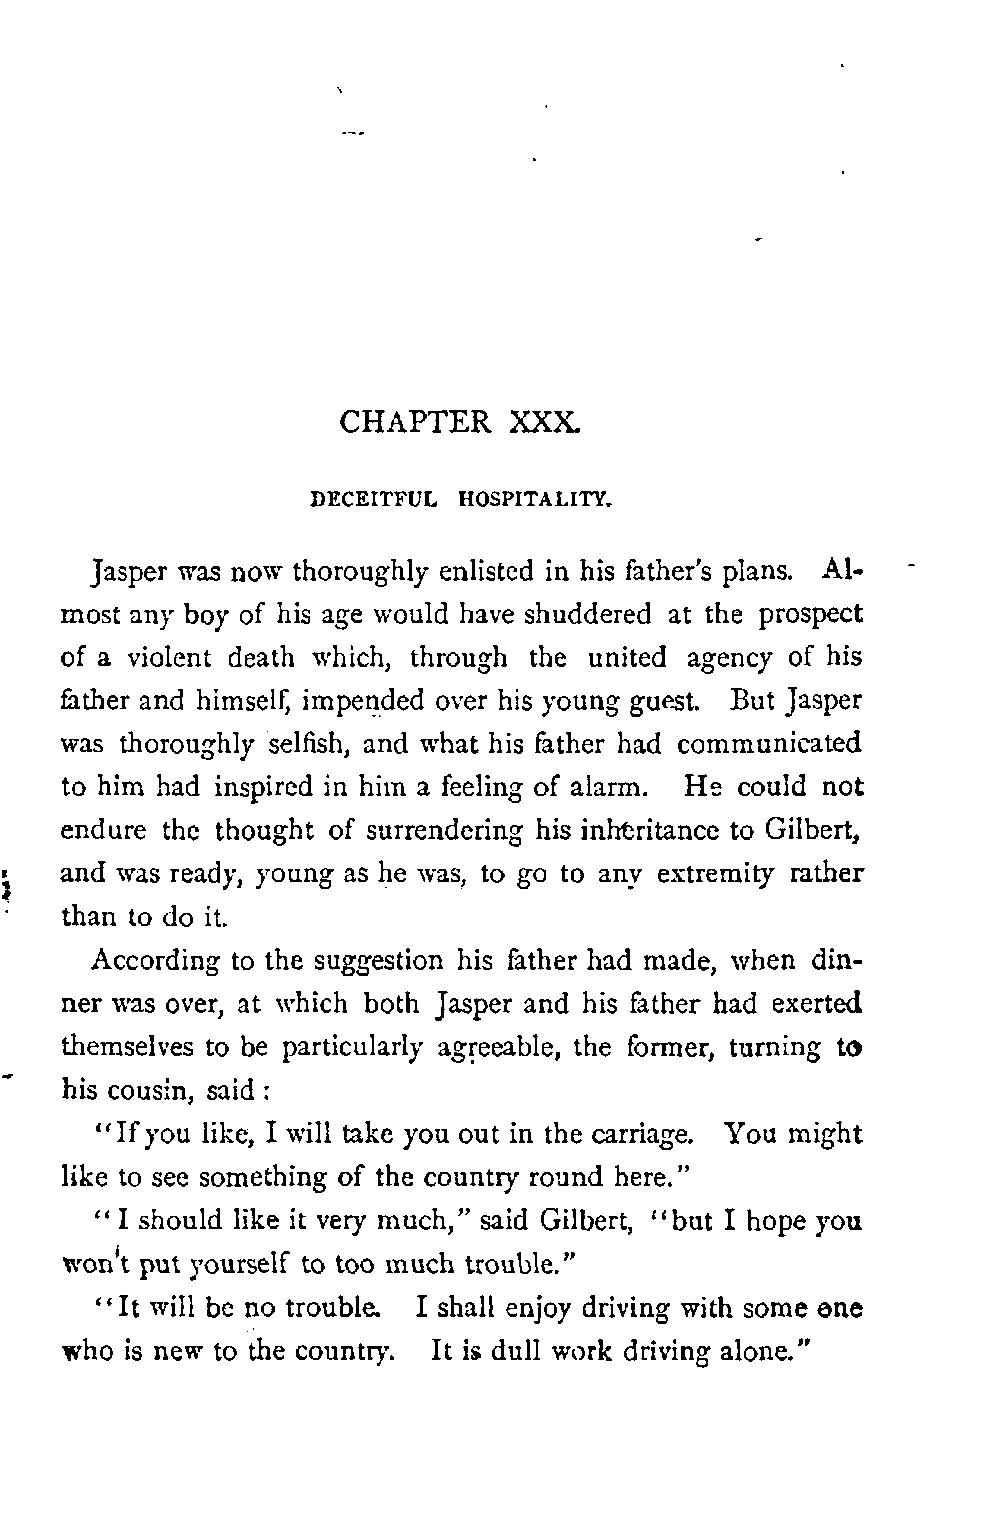 CHAPTER XXX.
DECEITFUL HOSPITALITY.
Jasper was now thoroughly enlisted in his father's plans. Al-
most any boy of his age would have shuddered at the prospect
of a violent death which, through the united agency of his
father and himself, impended over his young guest. But Jasper
was thoroughly selfish, and what his father had communicated
to him had inspired in him a feeling of alarm. He could not
endure the thought of surrendering his inheritance to Gilbert,
and was ready, young as he was, to go to any extremity rather
than to do it.
According to the suggestion his father had made, when din-
ner was over, at which both Jasper and his father had exerted
themselves to be particularly agreeable, the former, turning to
his cousin, said :
“If you like, I will take you out in the carriage. You might
like to see something of the country round here.”
“I should like it very much,” said Gilbert, “but I hope you
won't put yourself to too much trouble.”
“It will be no trouble. I shall enjoy driving with some one
who is new to the country. It is dull work driving alone.”